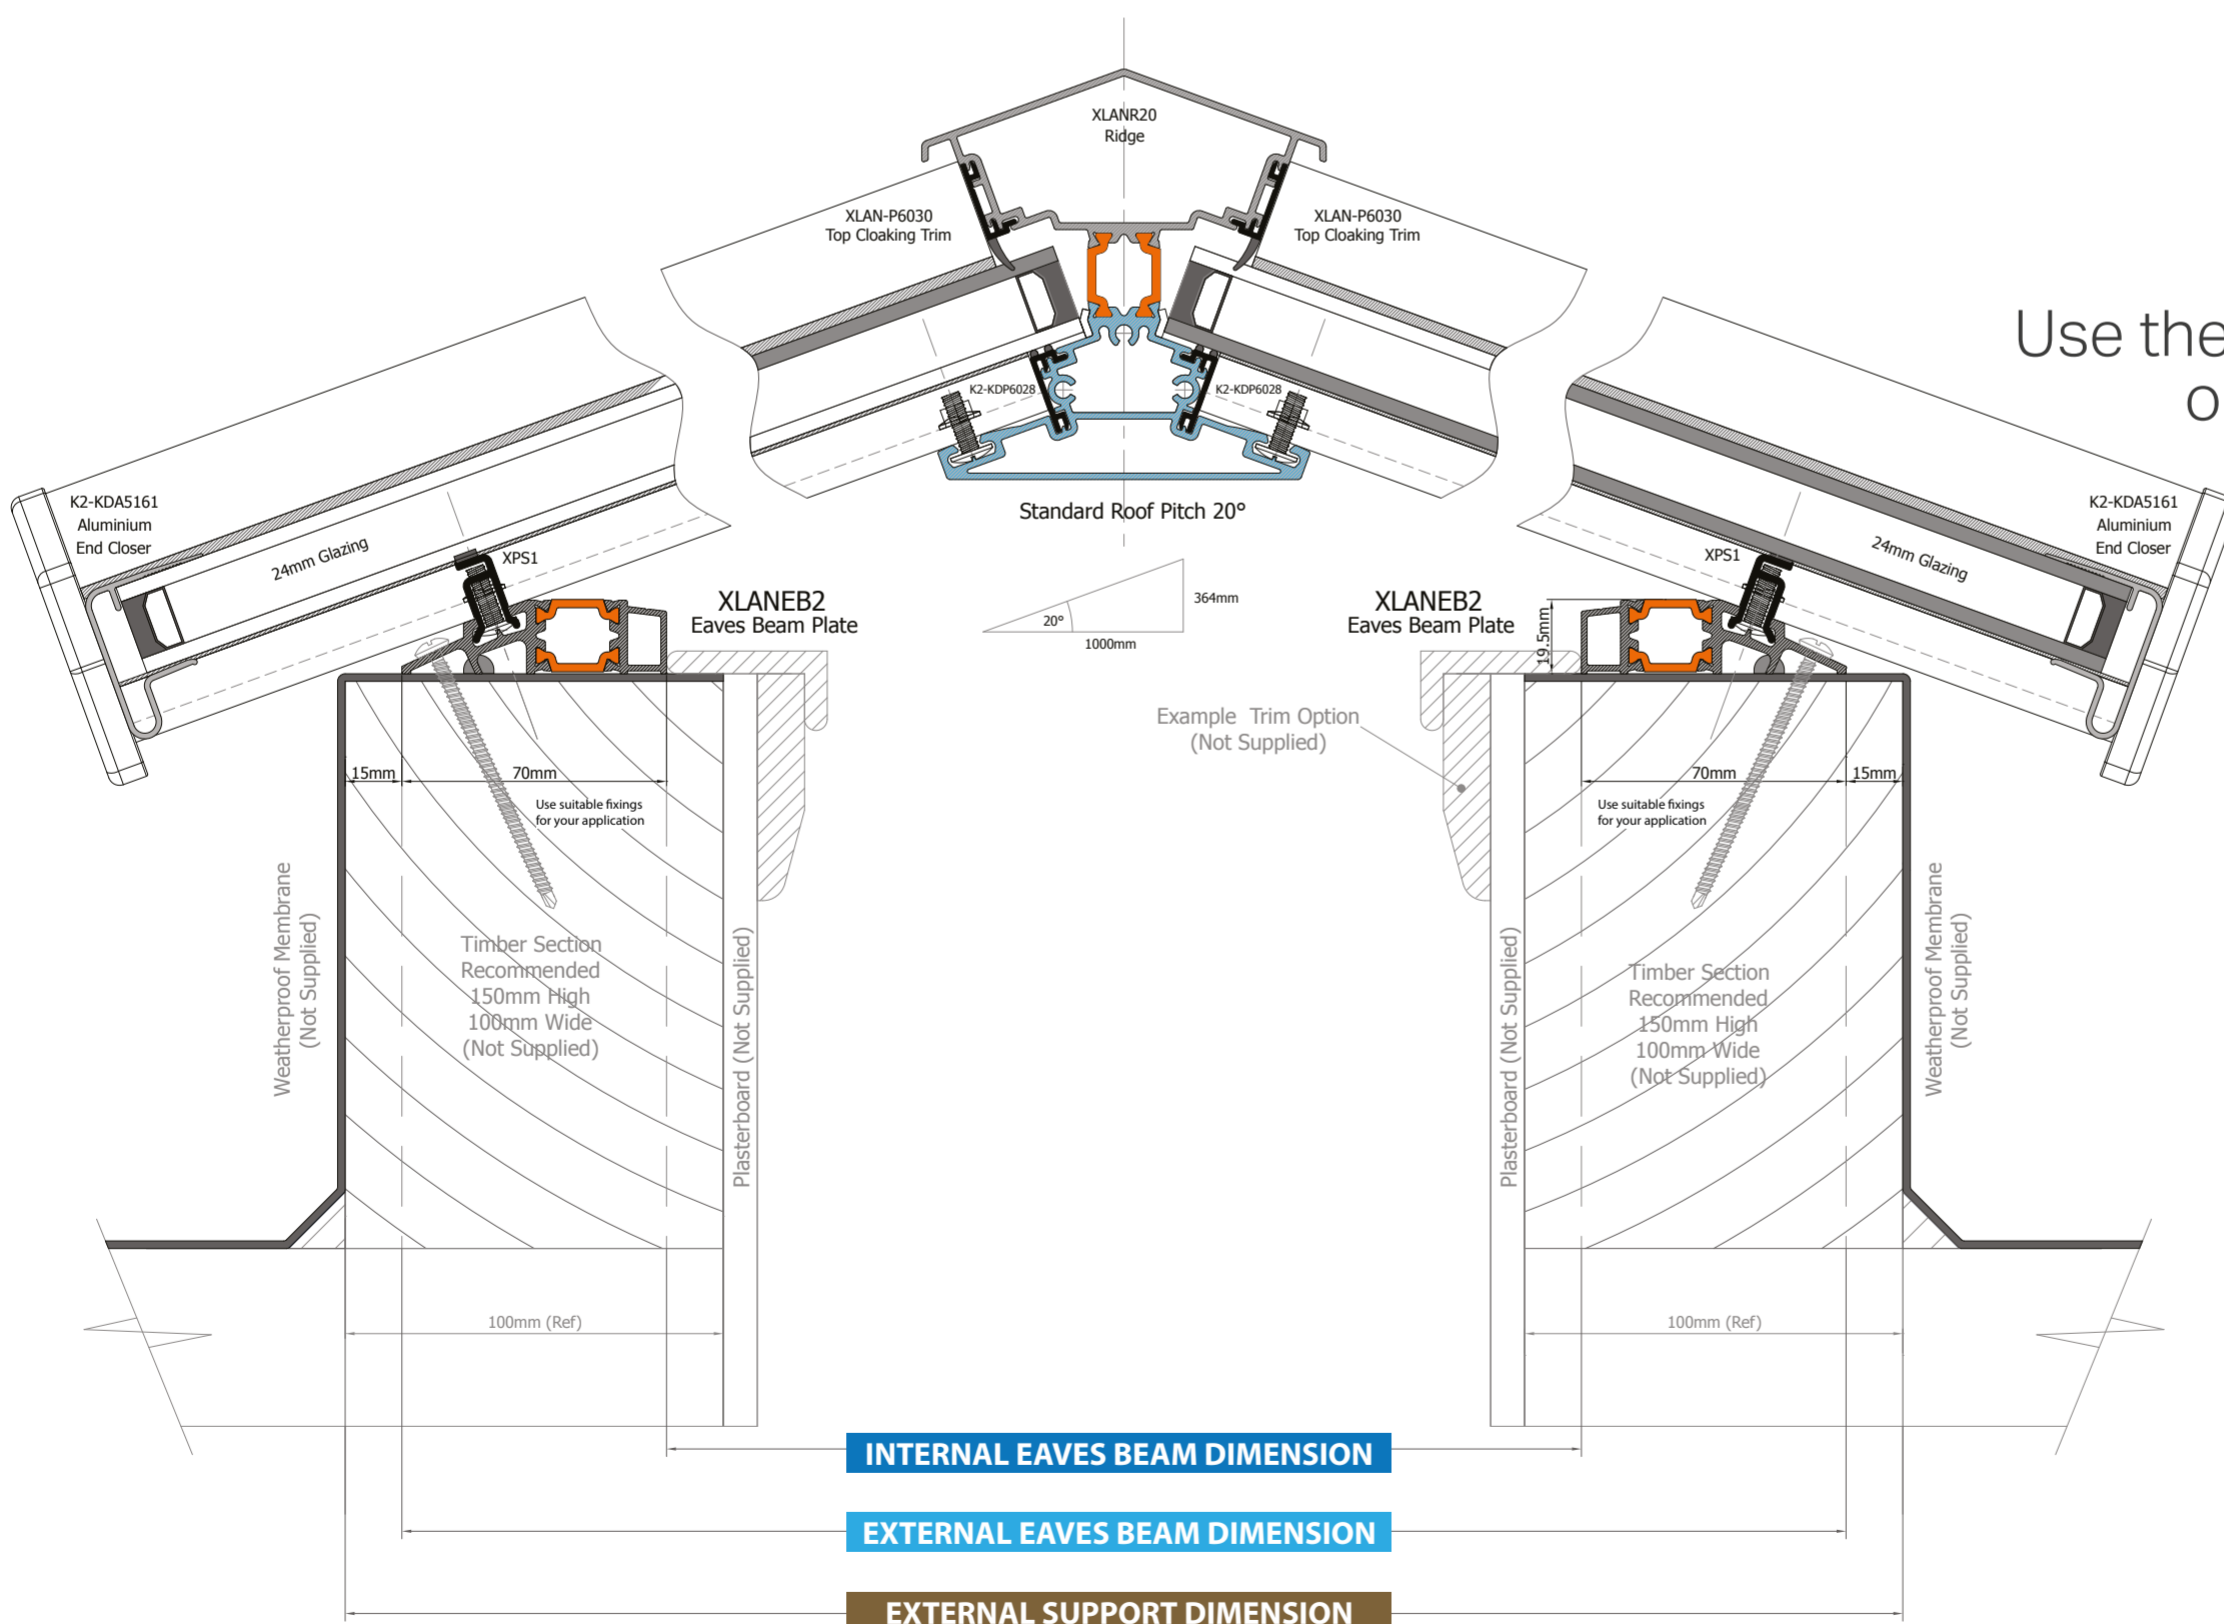 XLANR20
Ridge
XLAN-P6030
Top Cloaking Trim
XLAN-P6030
Top Cloaking Trim
Use the
o
K2-KDP6028
K2-KDP6028
K2-KDA5161
Aluminium
End Closer
24mm Glazing
XPS1
Standard Roof Pitch 20°
XPS1
24mm Glazing
K2-KDA5161
Aluminium
End Closer
XLANEB2
Eaves Beam Plate
20°
364mm
1000mm
XLANEB2
Eaves Beam Plate
19.5mm
Example Trim Option
(Not Supplied)
15mm
70mm
70mm
15mm
Use suitable fixings
for your application
Use suitable fixings
for your application
Weatherproof Membrane
(Not Supplied)
Timber Section
Recommended
150mm High
100mm Wide
(Not Supplied)
Plasterboard (Not Supplied)
Plasterboard (Not Supplied)
Timber Section
Recommended
150mm High
100mm Wide
(Not Supplied)
Weatherproof Membrane
(Not Supplied)
100mm (Ref)
100mm (Ref)
INTERNAL EAVES BEAM DIMENSION
EXTERNAL EAVES BEAM DIMENSION
EXTERNAL SUPPORT DIMENSION